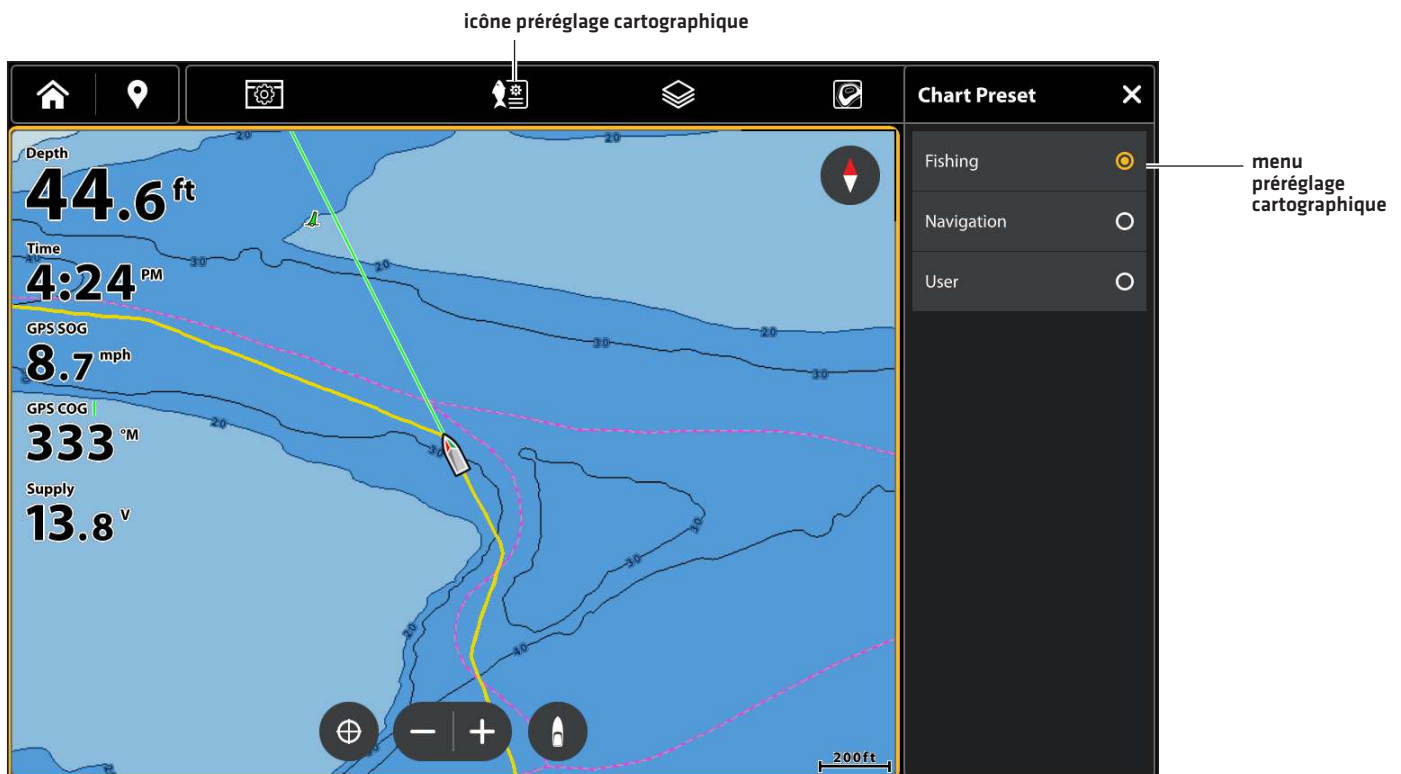 icône préréglage cartographique
Chart Preset
Fishing
Navigation
User
menu
préréglage
cartographique
Depth
44.6 ft
Time
4:24 PM
GPS SOG
8.7 mph
GPS COG
333 °M
Supply
13.8 V
20
20
40
30
20
20
30
30
20
30
30
30
20
40
200ft